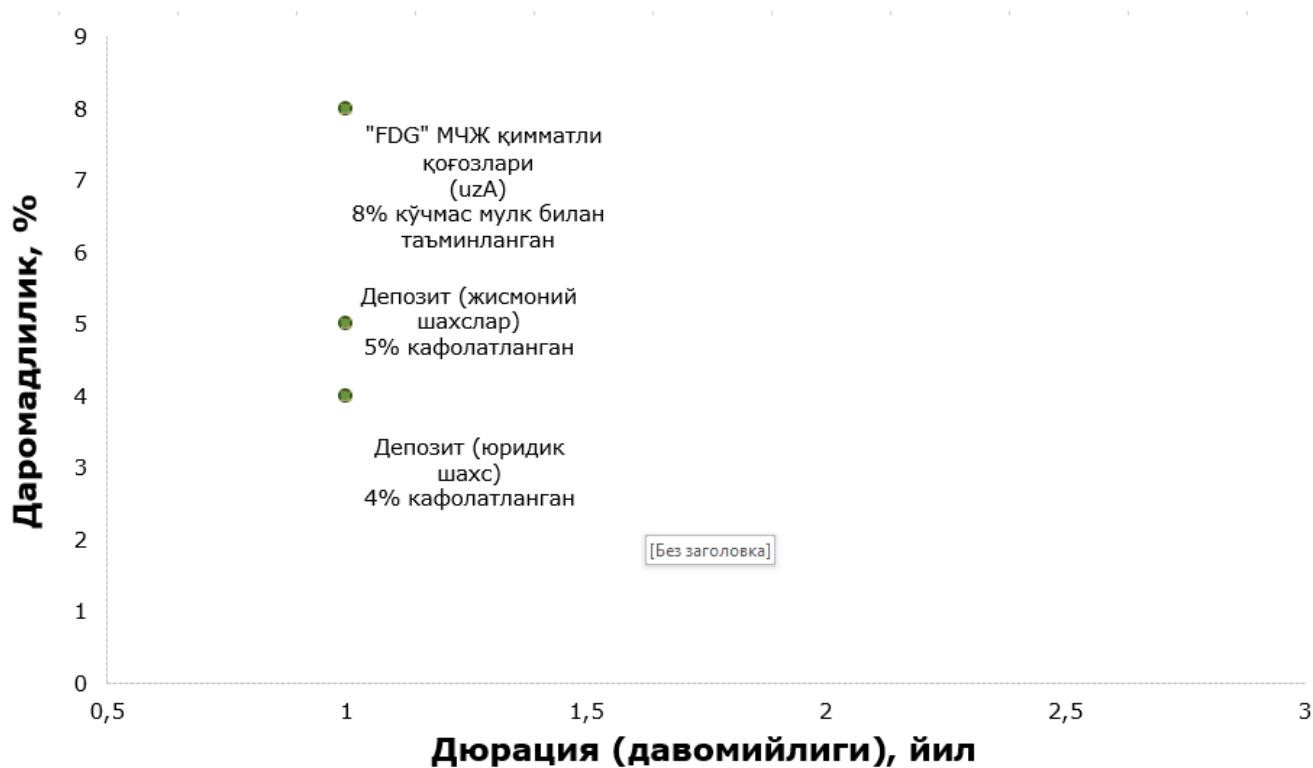 9
8
7
6
5
4
3
2
1
0
Даромадлилик, %
"FDG" МЧЖ қимматли
қоғозлари
(uzA)
8% кўчмас мулк билан
таъминланган
Депозит (жисмоний
шахслар)
5% кафолатланган
Депозит (юридик
шахс)
4% кафолатланган
[Без заголовка]
0,5 1 1,5 2 2,5 3
Дюрация (давомийлиги), йил